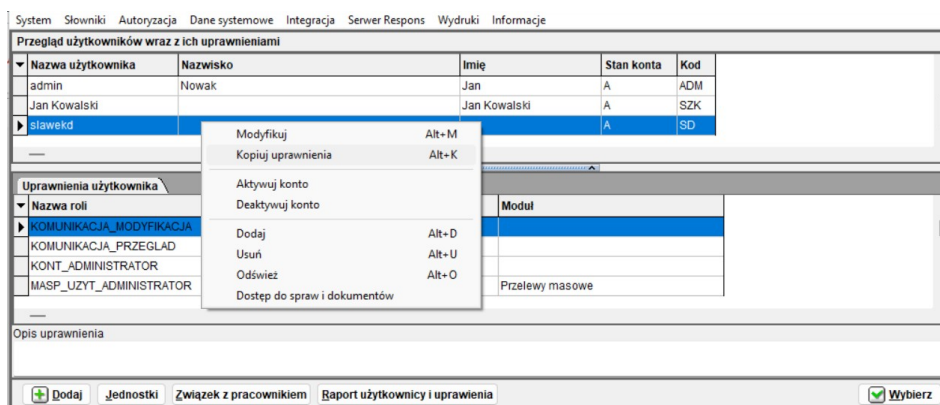 System Słowniki Autoryzacja Dane systemowe Integracja Serwer Respons Wydruki Informacje
Przegląd użytkowników wraz z ich uprawnieniami
Nazwa użytkownika Nazwisko Imię Stan konta Kod
admin Nowak Jan A ADM
Jan Kowalski Jan Kowalski A SZK
slawekd A SD
Modyfikuj Alt+M
Kopiuj uprawnienia Alt+K
Aktywuj konto
Deaktywuj konto
Dodaj Alt+D
Usuń Alt+U
Odśwież Alt+O
Dostęp do spraw i dokumentów
Uprawnienia użytkownika
Nazwa roli Moduł
KOMUNIKACJA_MODYFIKACJA
KOMUNIKACJA_PRZEGLAD
KONT_ADMINISTRATOR
MASP_UZYT_ADMINISTRATOR Przelewy masowe
Opis uprawnienia
Dodaj Jednostki Związek z pracownikiem Raport użytkownicy i uprawienia Wybierz